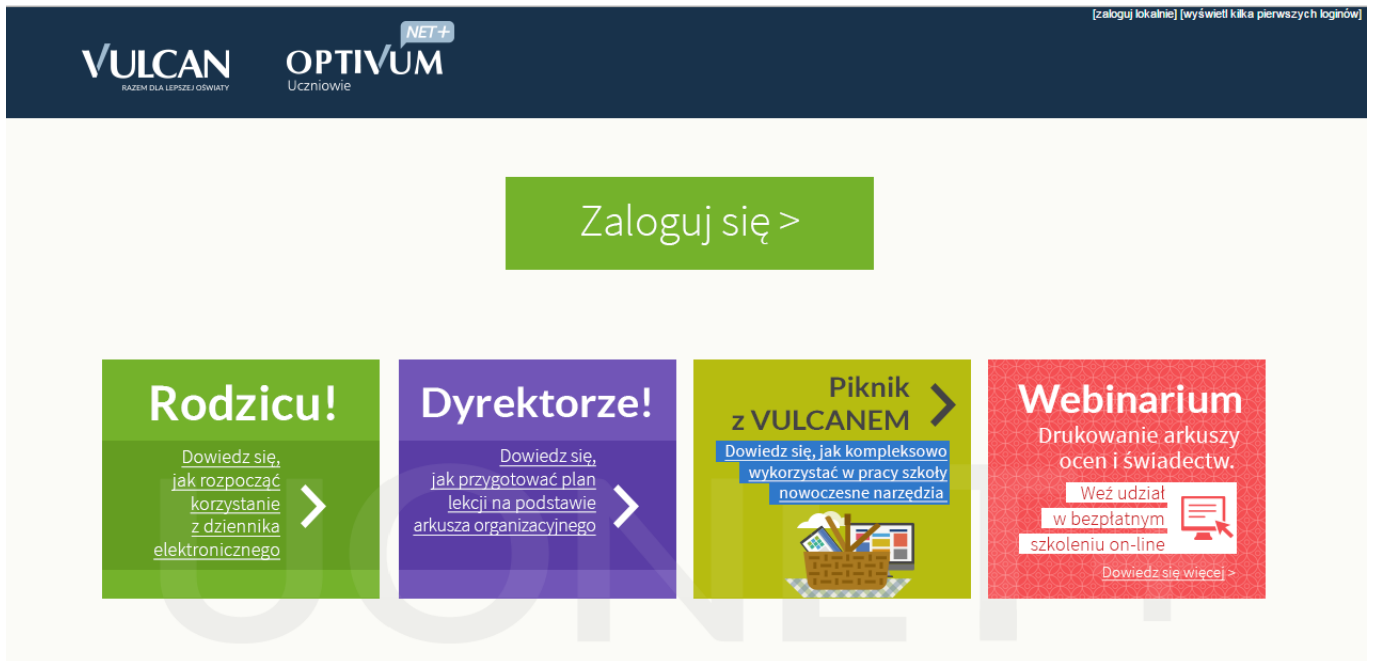 [zaloguj lokalnie] [wyświetl kilka pierwszych loginów]
VULCAN
RAZEM DLA LEPSZEJ OŚWIATY
NET+
OPTIVUM
Uczniowie
Zaloguj się >
Rodzicu!
Dowiedz się,
jak rozpocząć
korzystanie
z dziennika
elektronicznego
Dyrektorze!
Dowiedz się,
jak przygotować plan
lekcji na podstawie
arkusza organizacyjnego
Piknik
z VULCANEM
Dowiedz się, jak kompleksowo
wykorzystać w pracy szkoły
nowoczesne narzędzia
Webinarium
Drukowanie arkuszy
ocen i świadectw.
Weź udział
w bezpłatnym
szkoleniu on-line
Dowiedz się więcej >
UONET+